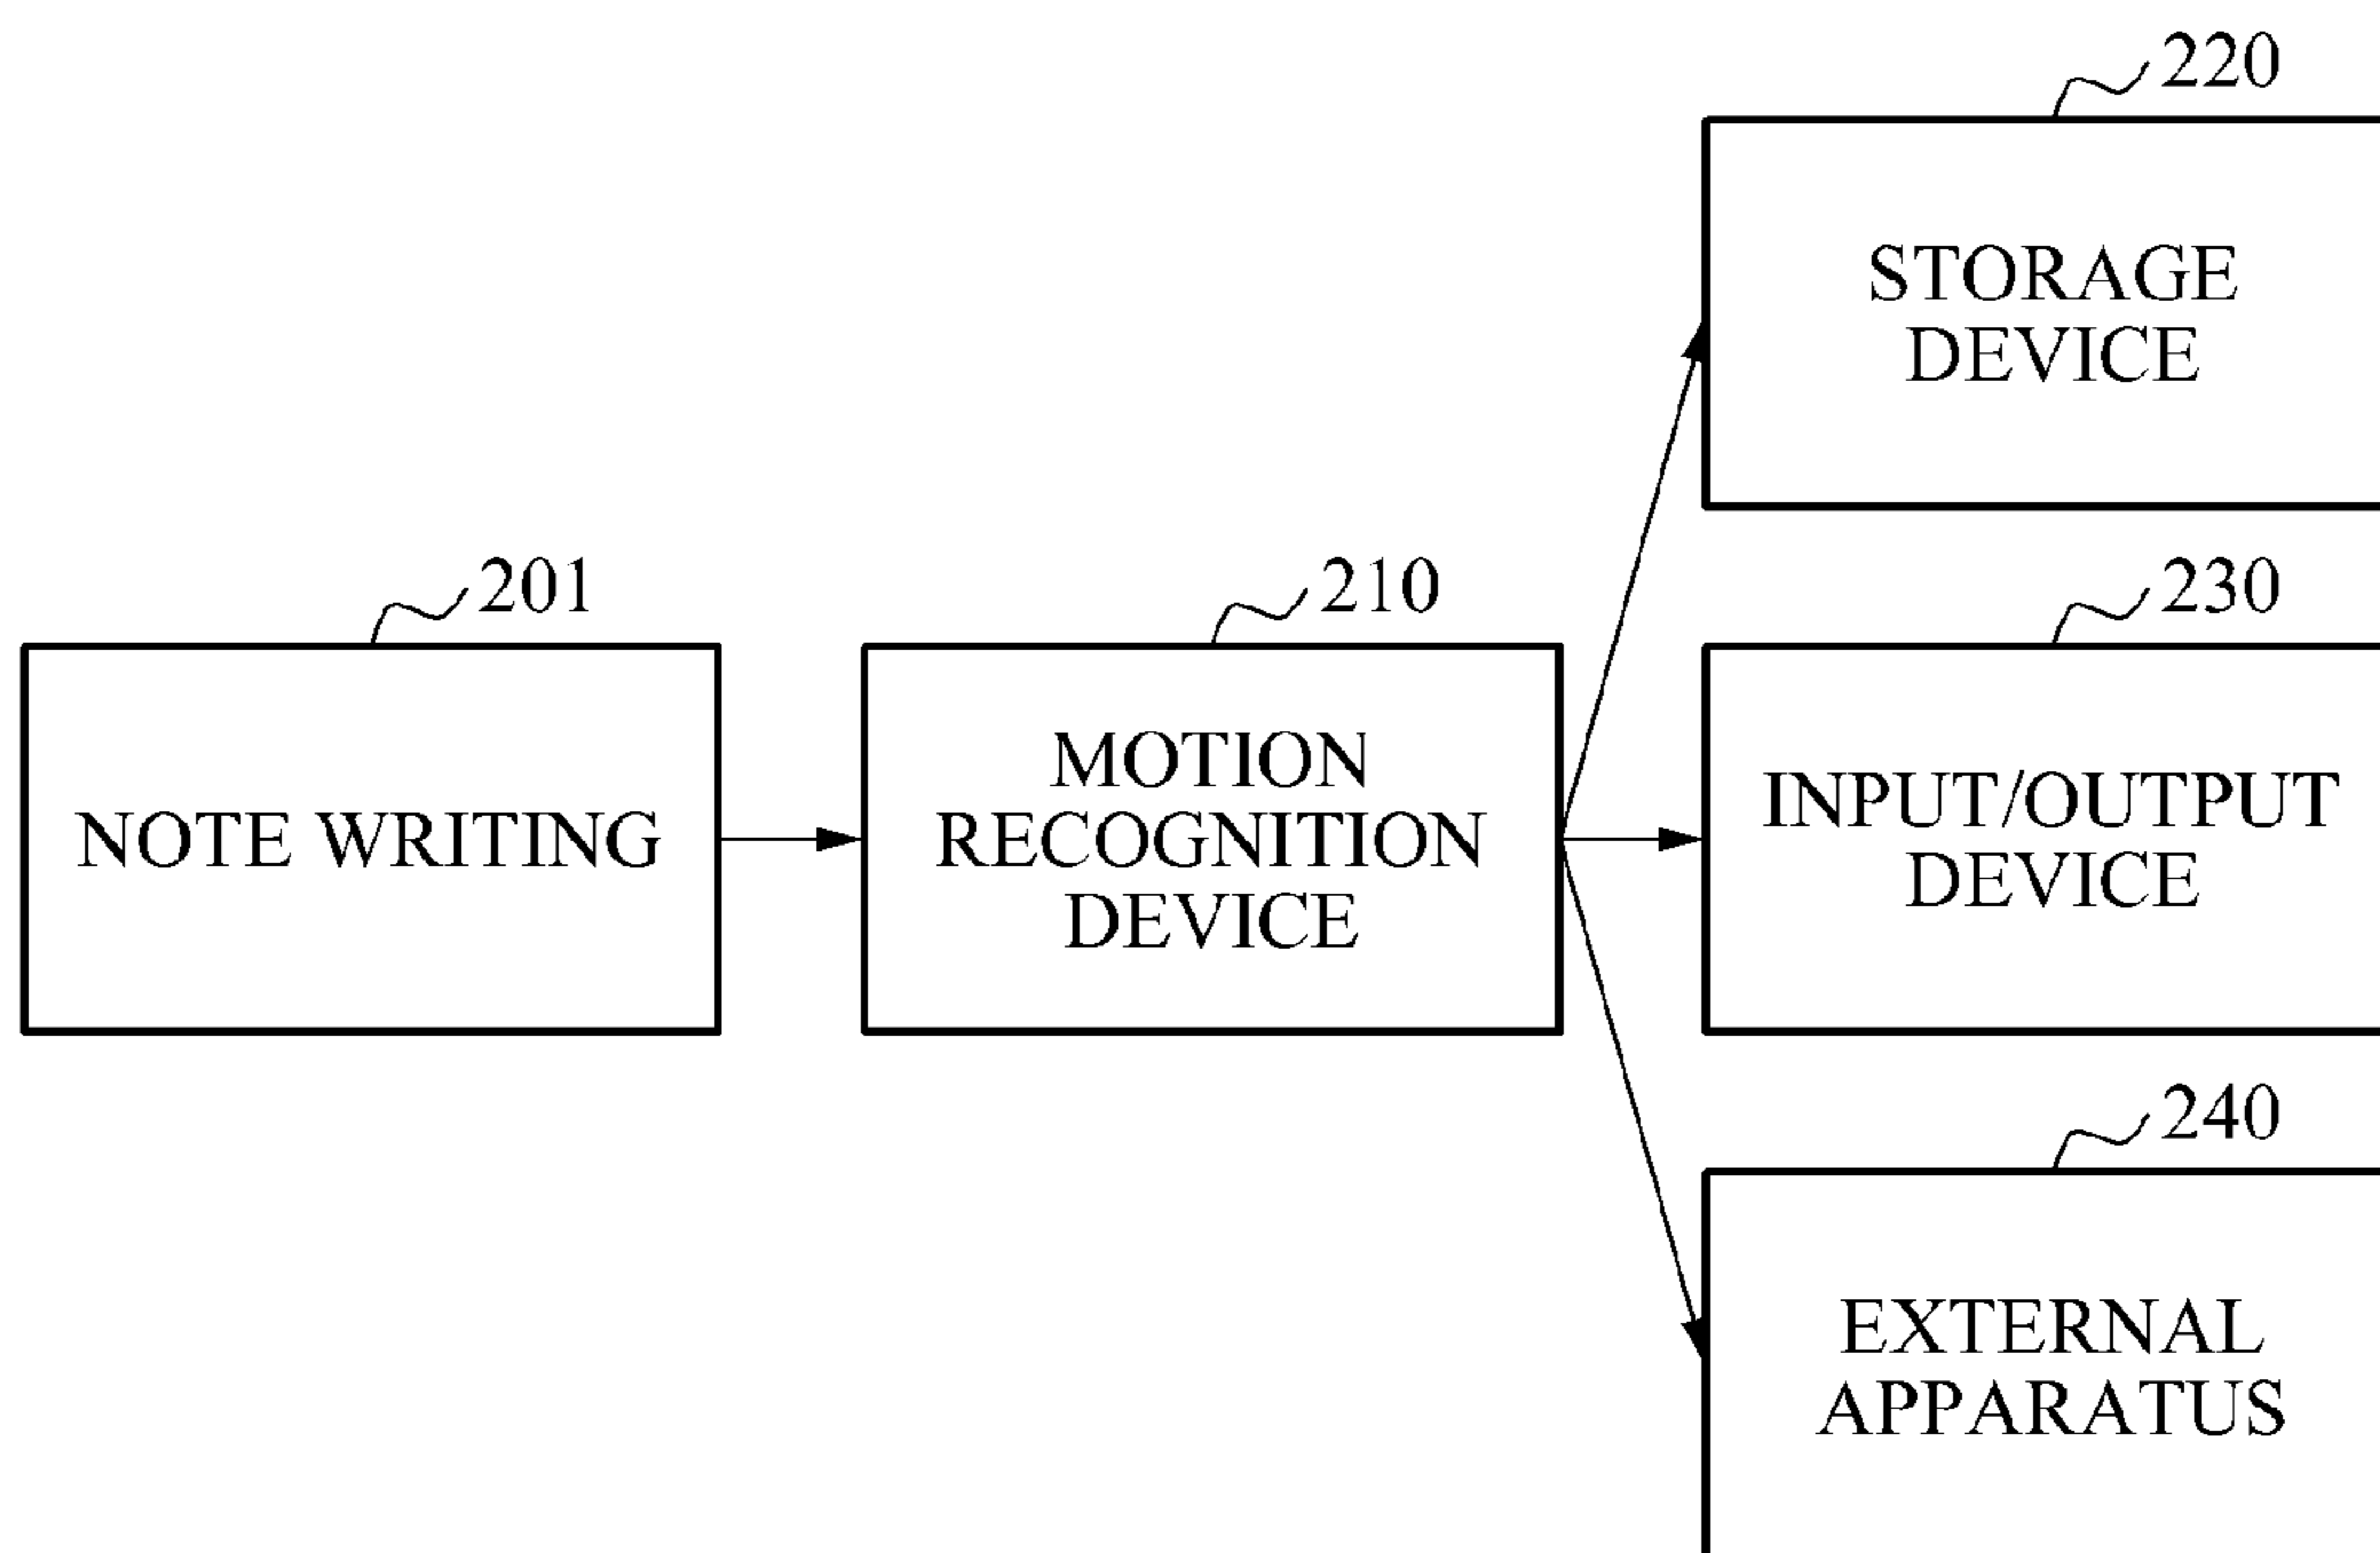 220
STORAGE
DEVICE
201
210
230
NOTE WRITING
MOTION
RECOGNITION
DEVICE
INPUT/OUTPUT
DEVICE
240
EXTERNAL
APPARATUS